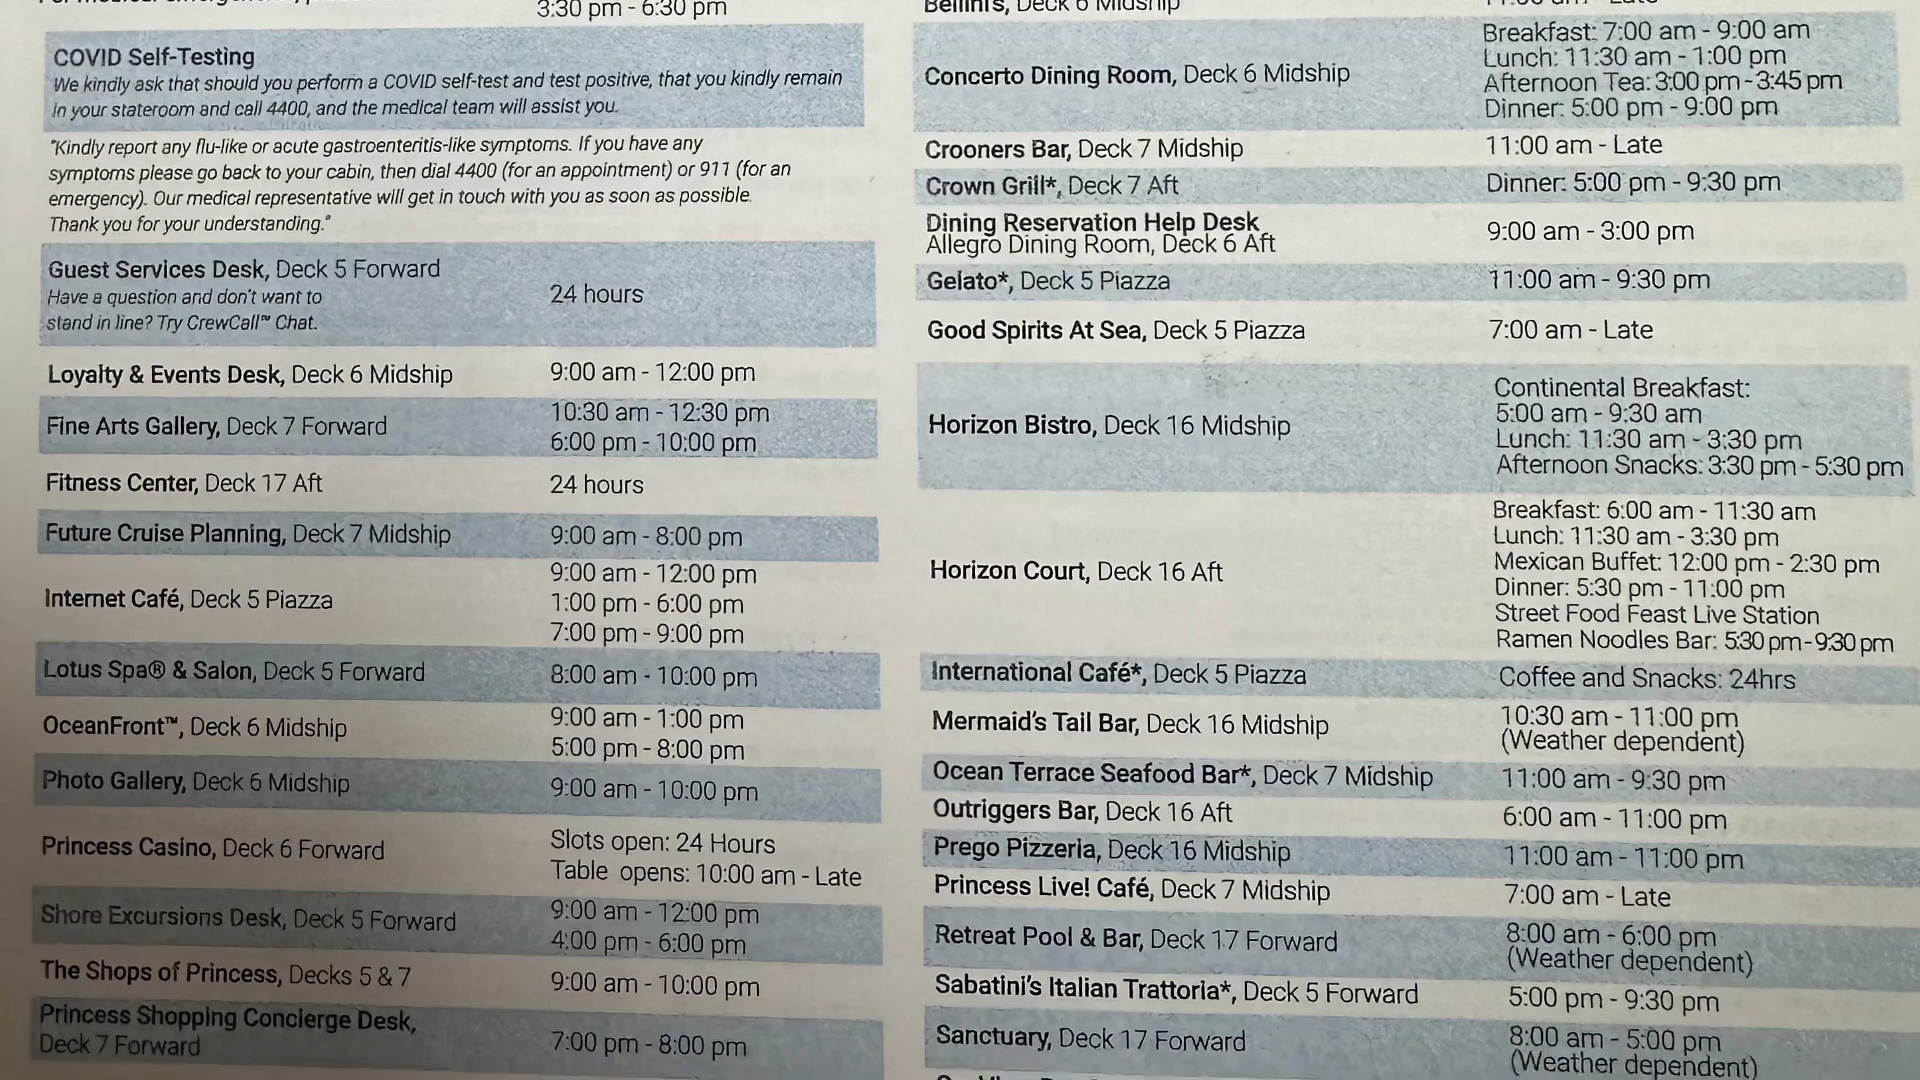 3:30 pm - 6:30 pm
COVID Self-Testing
We kindly ask that should you perform a COVID self-test and test positive, that you kindly remain
in your stateroom and call 4400, and the medical team will assist you.
"Kindly report any flu-like or acute gastroenteritis-like symptoms. If you have any
symptoms please go back to your cabin, then dial 4400 (for an appointment) or 911 (for an
emergency). Our medical representative will get in touch with you as soon as possible.
Thank you for your understanding."
Guest Services Desk, Deck 5 Forward
Have a question and don't want to
stand in line? Try CrewCall™ Chat.
24 hours
Loyalty & Events Desk, Deck 6 Midship
9:00 am - 12:00 pm
Fine Arts Gallery, Deck 7 Forward
10:30 am - 12:30 pm
6:00 pm - 10:00 pm
Fitness Center, Deck 17 Aft
24 hours
Future Cruise Planning, Deck 7 Midship
9:00 am - 8:00 pm
Internet Café, Deck 5 Piazza
9:00 am - 12:00 pm
1:00 pm - 6:00 pm
7:00 pm - 9:00 pm
Lotus Spa® & Salon, Deck 5 Forward
8:00 am - 10:00 pm
OceanFront™, Deck 6 Midship
9:00 am - 1:00 pm
5:00 pm - 8:00 pm
Photo Gallery, Deck 6 Midship
9:00 am - 10:00 pm
Princess Casino, Deck 6 Forward
Slots open: 24 Hours
Table opens: 10:00 am - Late
Shore Excursions Desk, Deck 5 Forward
9:00 am - 12:00 pm
4:00 pm - 6:00 pm
The Shops of Princess, Decks 5 & 7
9:00 am - 10:00 pm
Princess Shopping Concierge Desk,
Deck 7 Forward
7:00 pm - 8:00 pm
Bellini's, Deck 6 Midship
11:00 am - Late
Concerto Dining Room, Deck 6 Midship
Breakfast: 7:00 am - 9:00 am
Lunch: 11:30 am - 1:00 pm
Afternoon Tea: 3:00 pm - 3:45 pm
Dinner: 5:00 pm - 9:00 pm
Crooners Bar, Deck 7 Midship
11:00 am - Late
Crown Grill*, Deck 7 Aft
Dinner: 5:00 pm - 9:30 pm
Dining Reservation Help Desk
Allegro Dining Room, Deck 6 Aft
9:00 am - 3:00 pm
Gelato*, Deck 5 Piazza
11:00 am - 9:30 pm
Good Spirits At Sea, Deck 5 Piazza
7:00 am - Late
Horizon Bistro, Deck 16 Midship
Continental Breakfast:
5:00 am - 9:30 am
Lunch: 11:30 am - 3:30 pm
Afternoon Snacks: 3:30 pm - 5:30 pm
Horizon Court, Deck 16 Aft
Breakfast: 6:00 am - 11:30 am
Lunch: 11:30 am - 3:30 pm
Mexican Buffet: 12:00 pm - 2:30 pm
Dinner: 5:30 pm - 11:00 pm
Street Food Feast Live Station
Ramen Noodles Bar: 5:30 pm - 9:30 pm
International Café*, Deck 5 Piazza
Coffee and Snacks: 24hrs
Mermaid's Tail Bar, Deck 16 Midship
10:30 am - 11:00 pm
(Weather dependent)
Ocean Terrace Seafood Bar*, Deck 7 Midship
11:00 am - 9:30 pm
Outriggers Bar, Deck 16 Aft
6:00 am - 11:00 pm
Prego Pizzeria, Deck 16 Midship
11:00 am - 11:00 pm
Princess Live! Café, Deck 7 Midship
7:00 am - Late
Retreat Pool & Bar, Deck 17 Forward
8:00 am - 6:00 pm
(Weather dependent)
Sabatini's Italian Trattoria*, Deck 5 Forward
5:00 pm - 9:30 pm
Sanctuary, Deck 17 Forward
8:00 am - 5:00 pm
(Weather dependent)